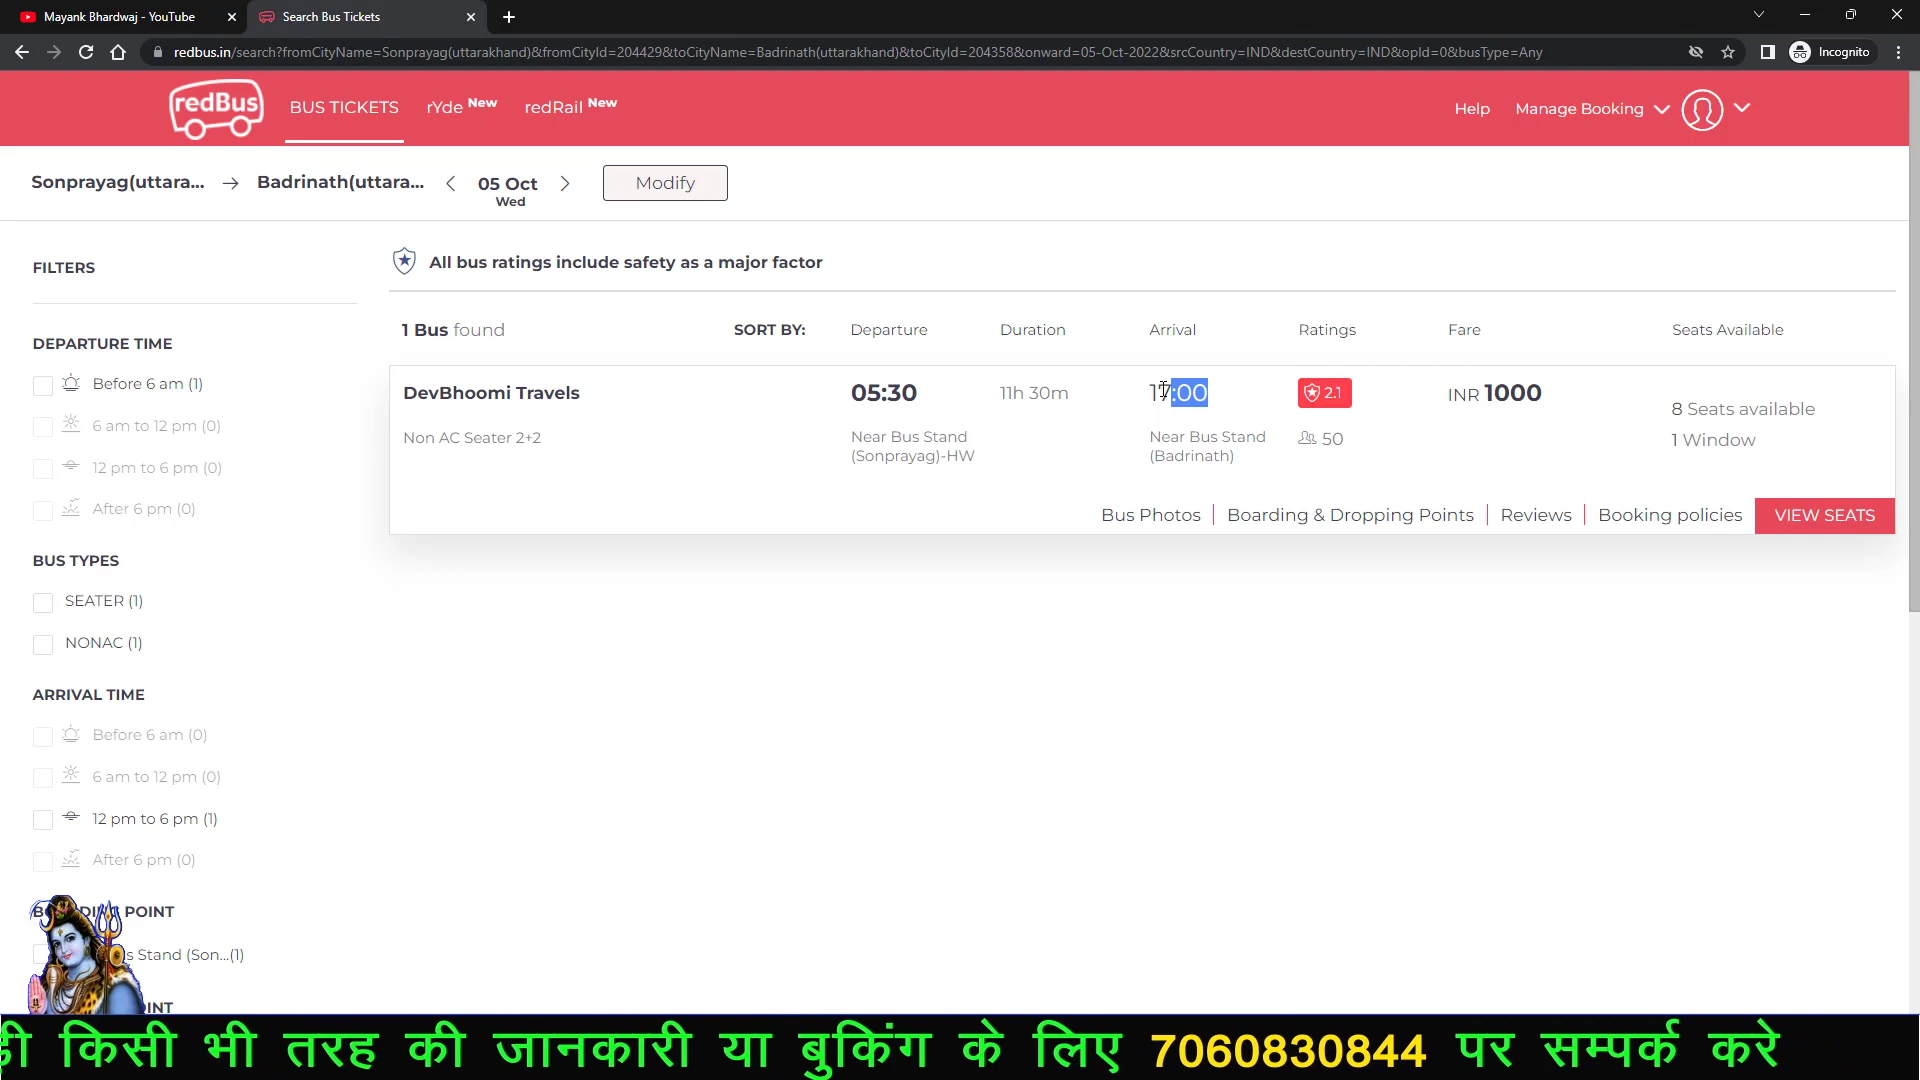 Mayank Bhardwaj - YouTube
Search Bus Tickets
redbus.in/search?fromCityName=Sonprayag(uttarakhand)&fromCityId=204429&toCityName=Badrinath(uttarakhand)&toCityId=204358&onward=05-Oct-2022&srcCountry=IND&destCountry=IND&opId=0&busType=Any
Incognito
redBus
BUS TICKETS
rYde New
redRail New
Help
Manage Booking
Sonprayag(uttara...
Badrinath(uttara...
05 Oct
Wed
Modify
FILTERS
All bus ratings include safety as a major factor
1 Bus found
SORT BY:
Departure
Duration
Arrival
Ratings
Fare
Seats Available
DEPARTURE TIME
Before 6 am (1)
6 am to 12 pm (0)
12 pm to 6 pm (0)
After 6 pm (0)
DevBhoomi Travels
05:30
11h 30m
17:00
2.1
INR 1000
8 Seats available
Non AC Seater 2+2
Near Bus Stand
(Sonprayag)-HW
Near Bus Stand
(Badrinath)
50
1 Window
Bus Photos
Boarding & Dropping Points
Reviews
Booking policies
VIEW SEATS
BUS TYPES
SEATER (1)
NONAC (1)
ARRIVAL TIME
Before 6 am (0)
6 am to 12 pm (0)
12 pm to 6 pm (1)
After 6 pm (0)
POINT
Stand (Son...(1)
किसी भी तरह की जानकारी या बुकिंग के लिए 7060830844 पर सम्पर्क करे